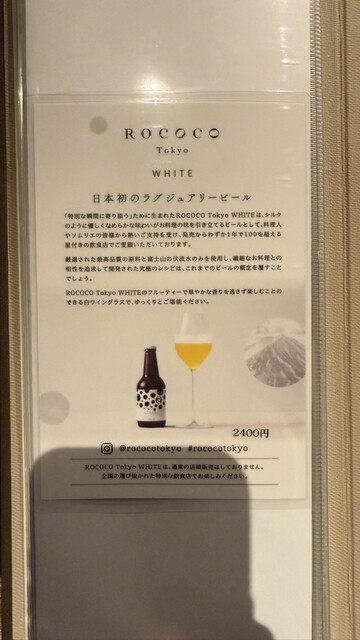 ROCOCO
Tokyo
WHITE
日本初のラグジュアリービール
「特別な瞬間に寄り添う」ために生まれたROCOCO Tokyo WHITEは、シルク
のように優しくなめらかな味わいがお料理の味を引き立てるビールとして、料理人
やソムリエの皆様から熱いご支持を受け、発売からわずか1年で100を超える
星付きの飲食店でご愛顧いただいております。
厳選された最高品質の原料と富士山の伏流水のみを使用し、繊細なお料理との
相性を追求して開発された究極のレシピは、これまでのビールの概念を覆すこと
でしょう。
ROCOCO Tokyo WHITEのフルーティーで華やかな香りを逃さず楽しむことの
できる白ワイングラスで、ゆっくりとご堪能ください。
2400円
@rococotokyo #rococotokyo
ROCOCO Tokyo WHITEは、通常の店頭販売はしておりません。
全国の選び抜かれた特別な飲食店でお楽しみください。